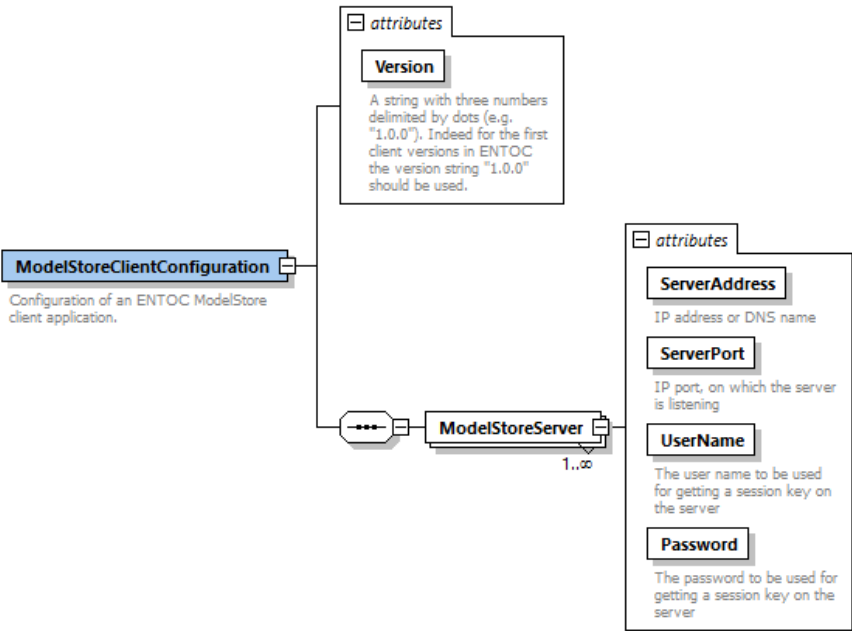 attributes
Version
A string with three numbers
delimited by dots (e.g.
"1.0.0"). Indeed for the first
client versions in ENTOC
the version string "1.0.0"
should be used.
ModelStoreClientConfiguration
Configuration of an ENTOC ModelStore
client application.
attributes
ServerAddress
IP address or DNS name
ServerPort
IP port, on which the server
is listening
ModelStoreServer
1..∞
UserName
The user name to be used
for getting a session key on
the server
Password
The password to be used for
getting a session key on the
server